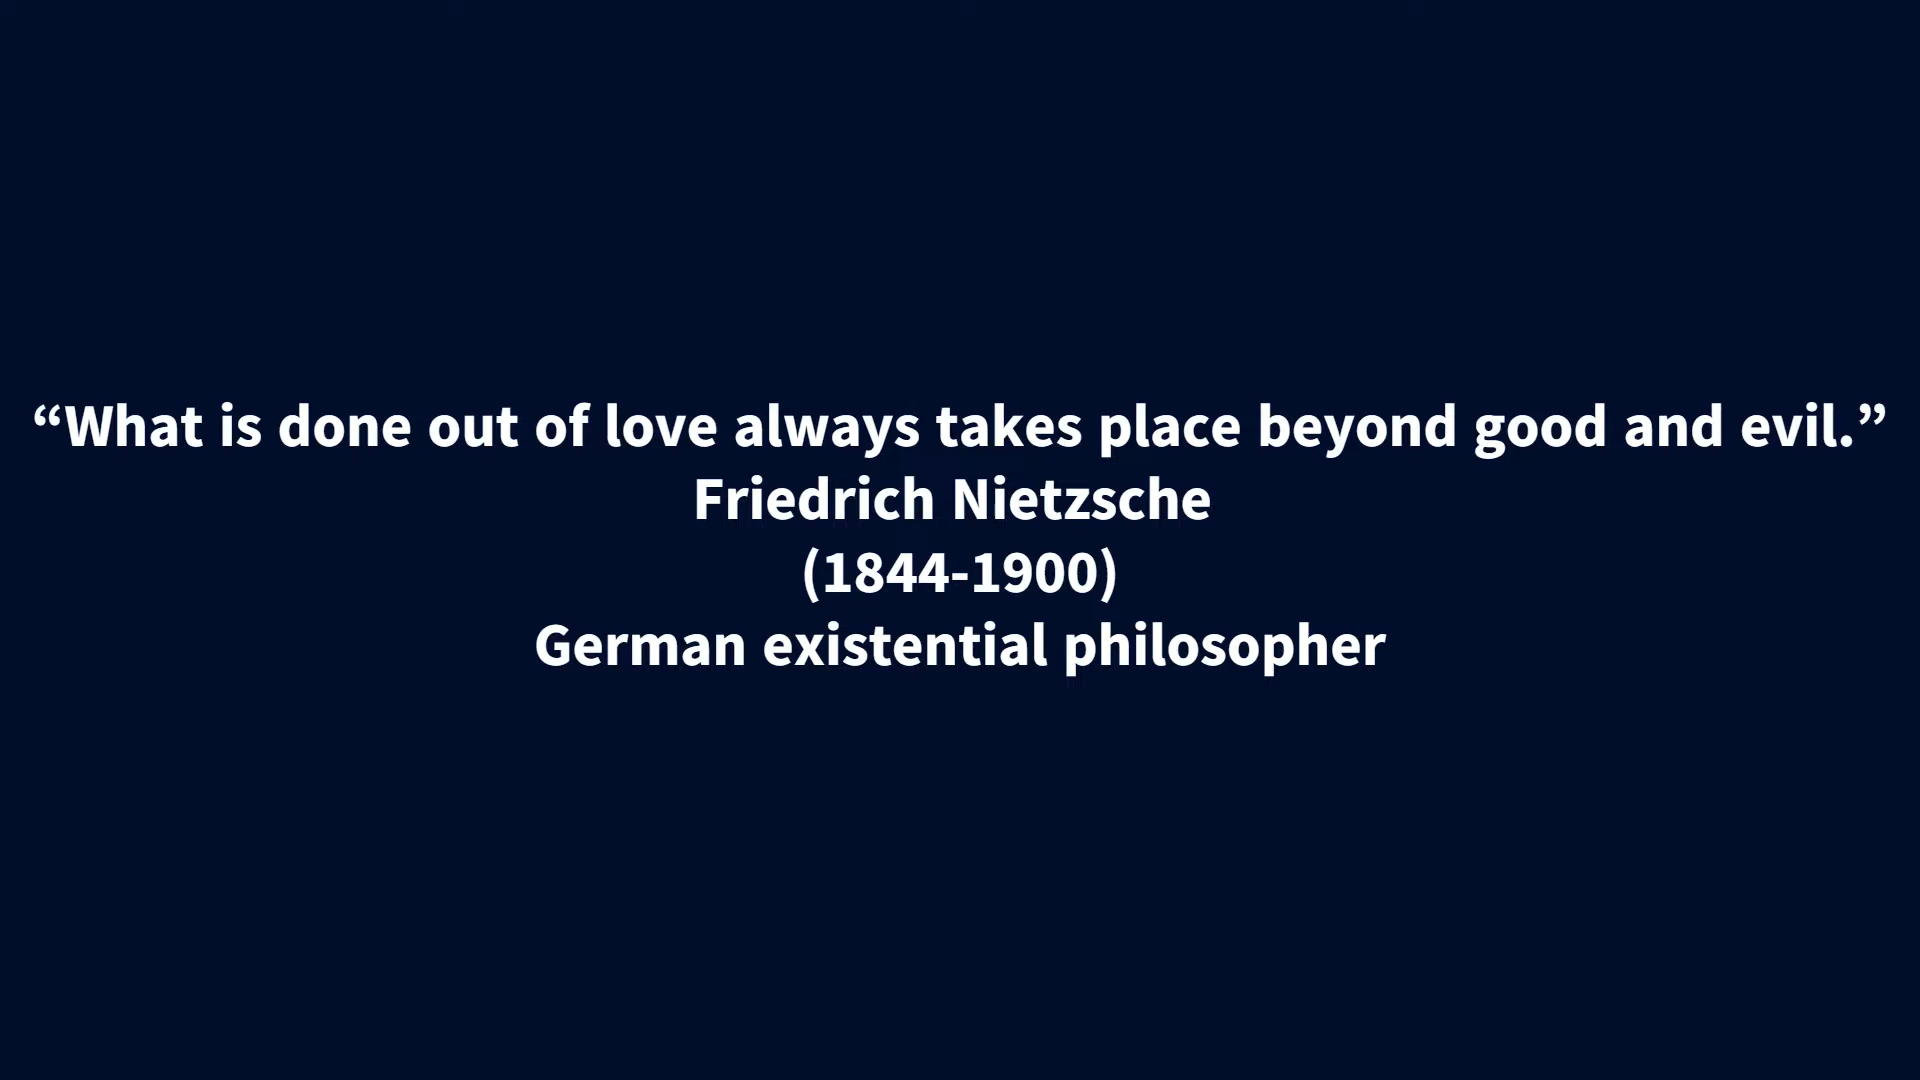 “What is done out of love always takes place beyond good and evil.”
Friedrich Nietzsche
(1844-1900)
German existential philosopher